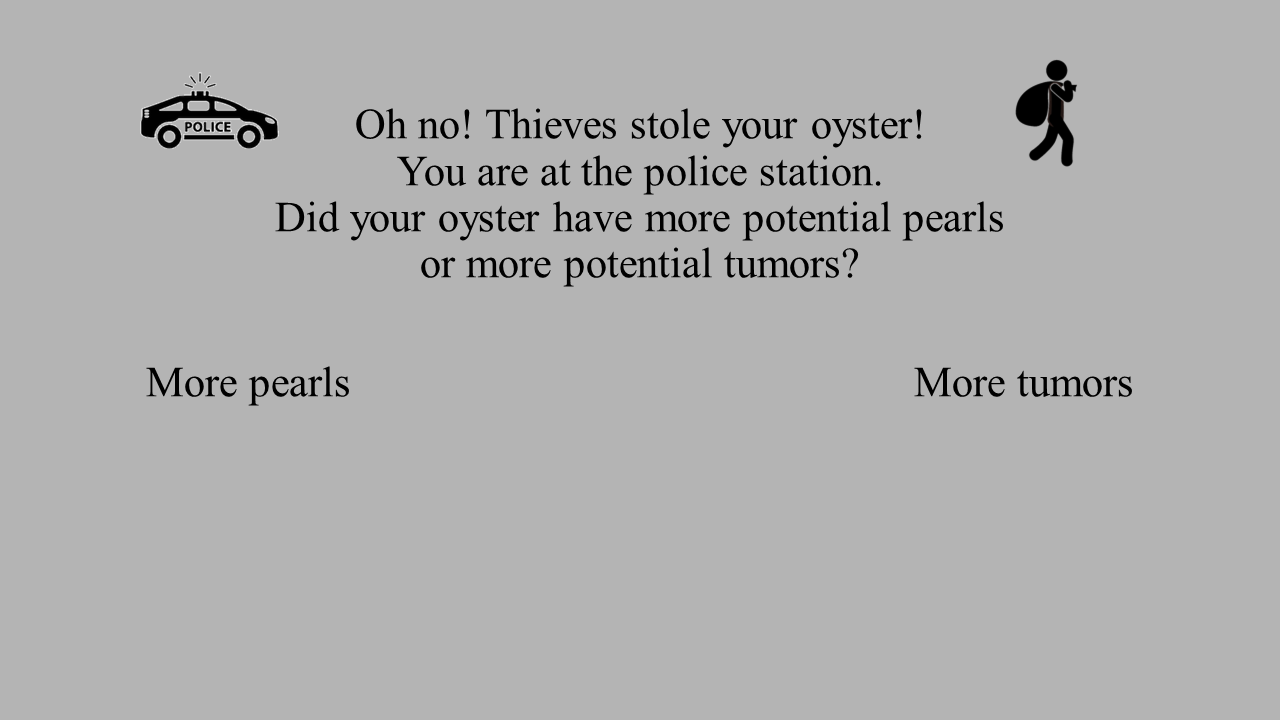 POLICE
Oh no! Thieves stole your oyster!
You are at the police station.
Did your oyster have more potential pearls
or more potential tumors?
More pearls
More tumors